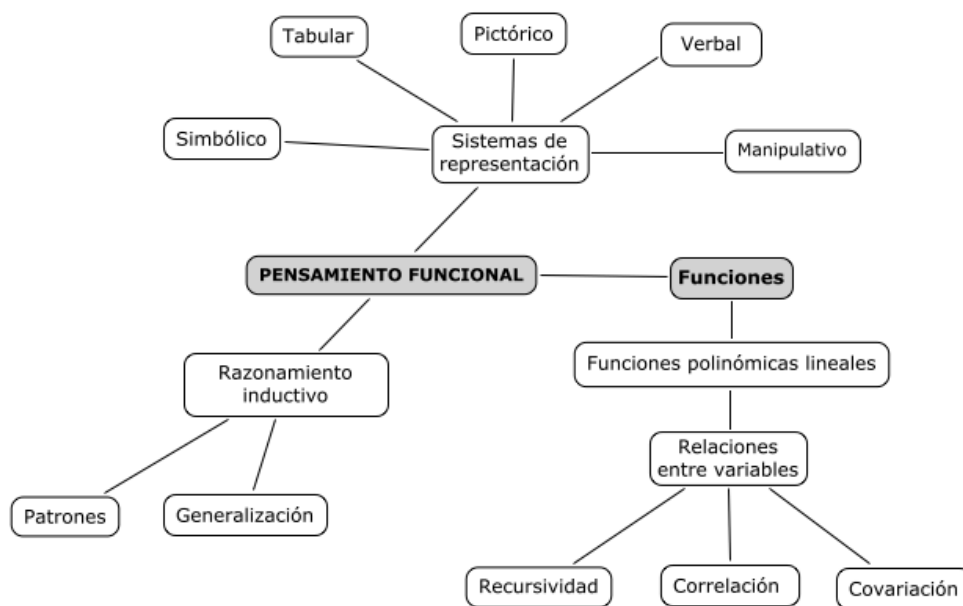 Tabular
Pictórico
Verbal
Simbólico
Sistemas de
representación
Manipulativo
PENSAMIENTO FUNCIONAL
Funciones
Razonamiento
inductivo
Funciones polinómicas lineales
Relaciones
entre variables
Patrones
Generalización
Recursividad
Correlación
Covariación